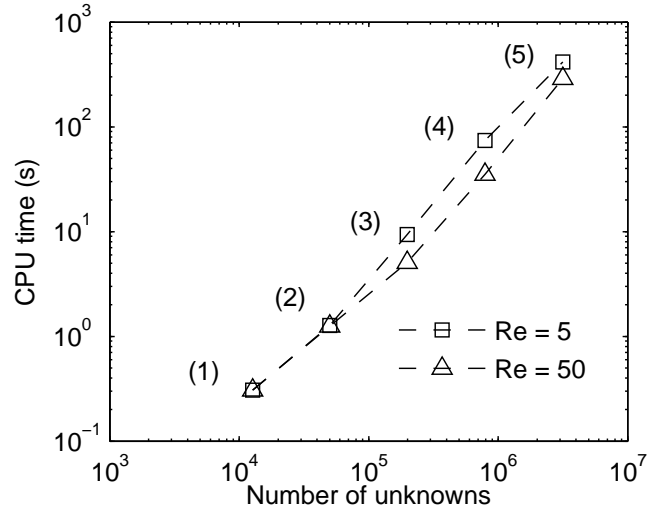 10^3
(5)
10^2
(4)
CPU time (s)
(3)
10^1
(2)
10^0
Re = 5
(1)
Re = 50
10^−1
10^3 10^4 10^5 10^6 10^7
Number of unknowns